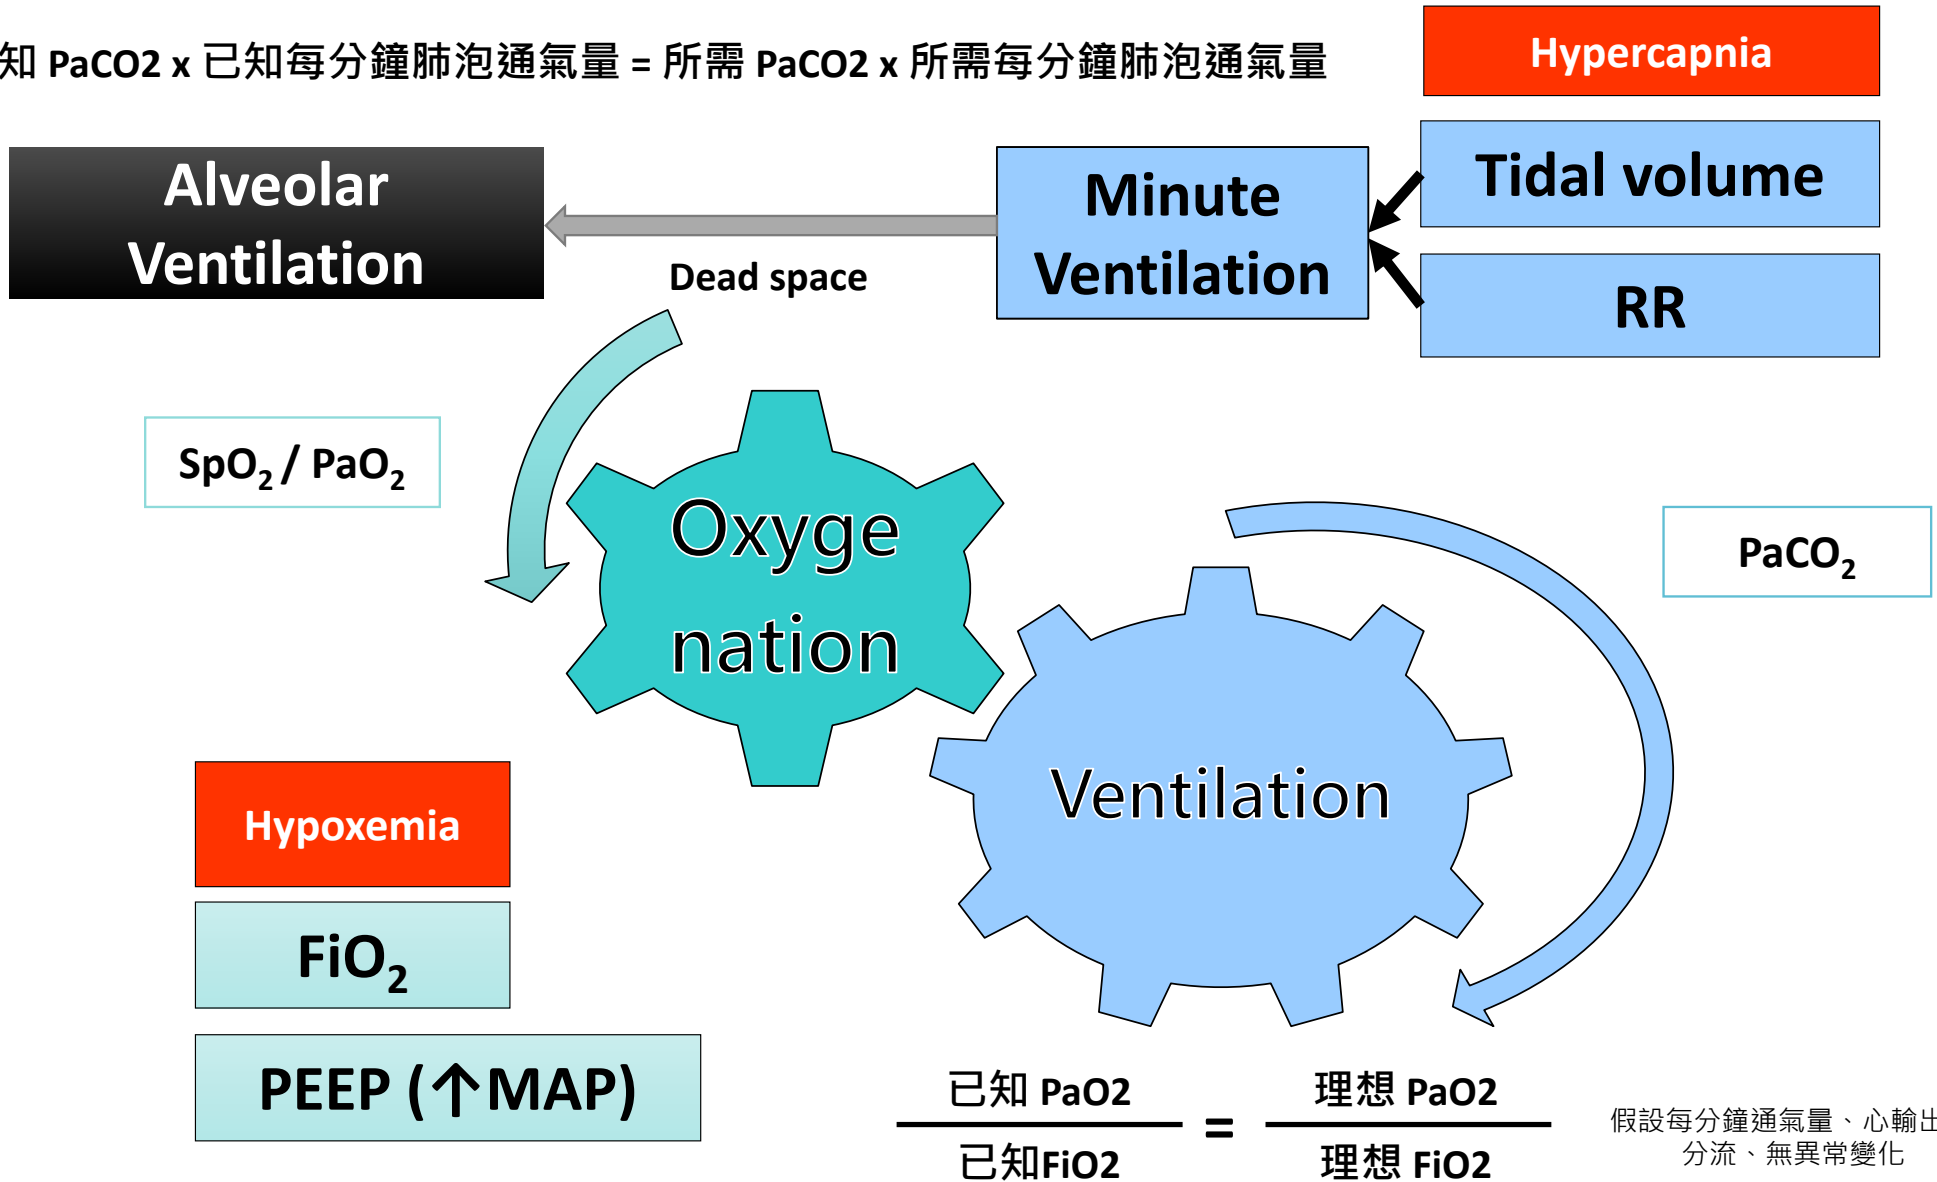 知 PaCO2 x 已知每分鐘肺泡通氣量 = 所需 PaCO2 x 所需每分鐘肺泡通氣量
Hypercapnia
Alveolar
Ventilation
Minute
Ventilation
Tidal volume
Dead space
RR
SpO₂ / PaO₂
Oxyge
nation
PaCO₂
Ventilation
Hypoxemia
FiO₂
PEEP (↑MAP)
已知 PaO2
=
理想 PaO2
已知FiO2
理想 FiO2
假設每分鐘通氣量、心輸出
分流、無異常變化